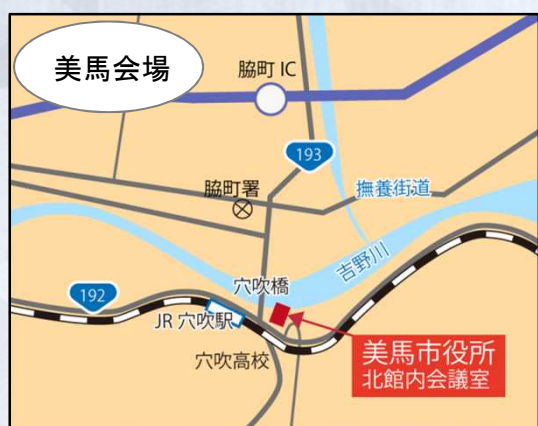 美馬会場
脇町 IC
193
脇町署
撫養街道
吉野川
穴吹橋
192
JR 穴吹駅
穴吹高校
美馬市役所
北館内会議室